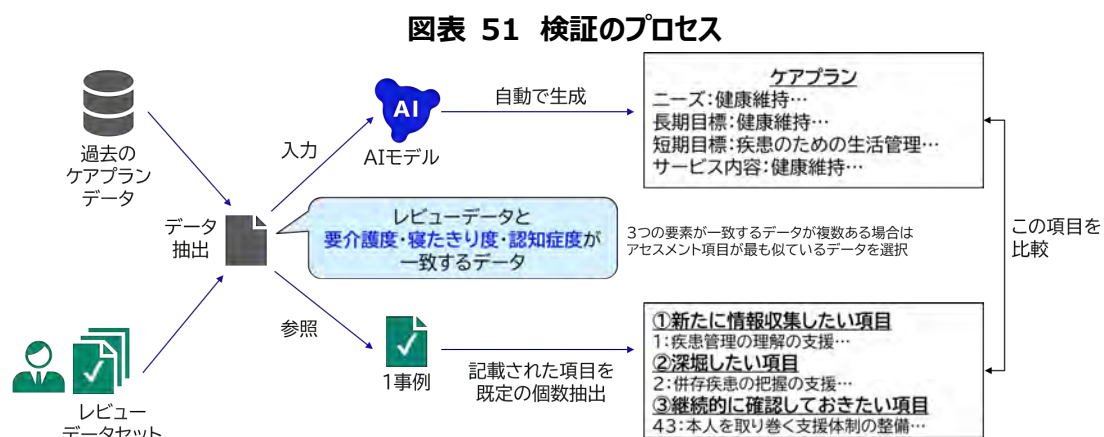 図表 51 検証のプロセス
過去の
ケアプラン
データ
入力
AI
AIモデル
自動で生成
ケアプラン
ニーズ:健康維持…
長期目標:健康維持…
短期目標:疾患のための生活管理…
サービス内容:健康維持…
データ
抽出
レビューデータと
要介護度・寝たきり度・認知症度が
一致するデータ
3つの要素が一致するデータが複数ある場合は
アセスメント項目が最も似ているデータを選択
この項目を
比較
参照
1事例
記載された項目を
既定の個数抽出
①新たに情報収集したい項目
1:疾患管理の理解の支援…
②深堀したい項目
2:併存疾患の把握の支援…
③継続的に確認しておきたい項目
43:本人を取り巻く支援体制の整備…
レビュー
データセット